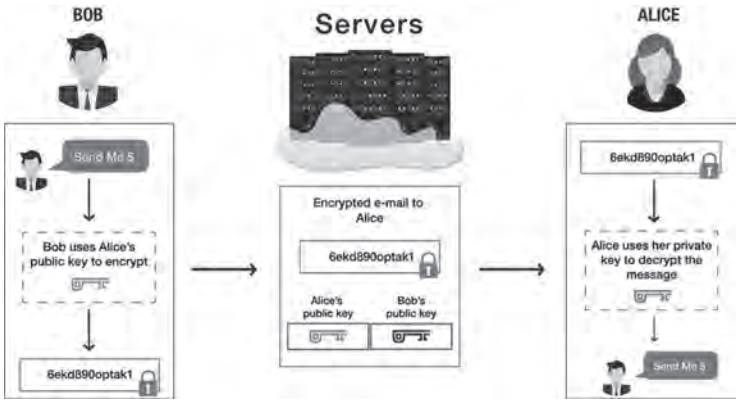 BOB
Servers
ALICE
Send Me $
Bob uses Alice's
public key to encrypt
6ekd890optak1
Encrypted e-mail to
Alice
6ekd890optak1
Alice's
public key
Bob's
public key
6ekd890optak1
Alice uses her private
key to decrypt the
message
Send Me $